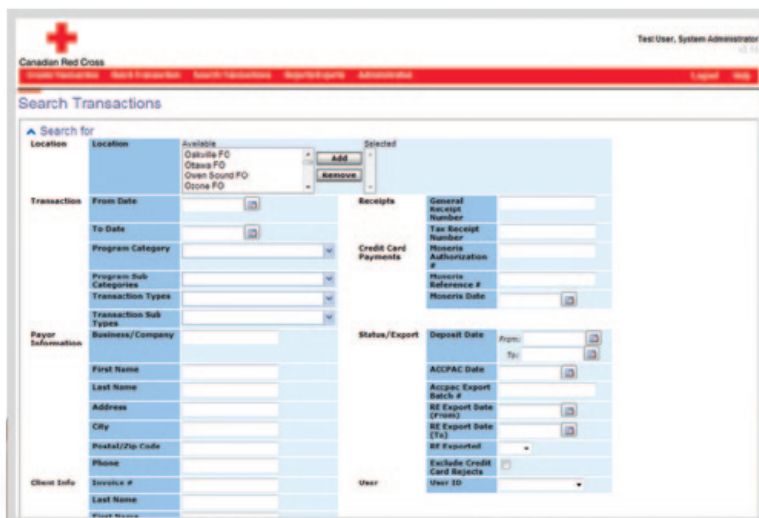 Test User, System Administrator
Canadian Red Cross
Create Transaction Batch Transaction Search Transactions Reports/Exports Administration Logout Help
Search Transactions
Search for
Location Location Available Selected
Oakville FO
Ottawa FO
Owen Sound FO
Ozone FO
Add
Remove
Transaction From Date Receipts General Receipt Number
To Date Tax Receipt Number
Program Category Credit Card Payments Moneris Authorization #
Program Sub Categories Moneris Reference #
Transaction Types Moneris Date
Transaction Sub Types
Payor Information Business/Company Status/Export Deposit Date From:
To:
First Name ACCPAC Date
Last Name Accpac Export Batch #
Address RE Export Date (From)
City RE Export Date (To)
Postal/Zip Code RE Exported
Phone Exclude Credit Card Rejects
Client Info Invoice # User User ID
Last Name
First Name